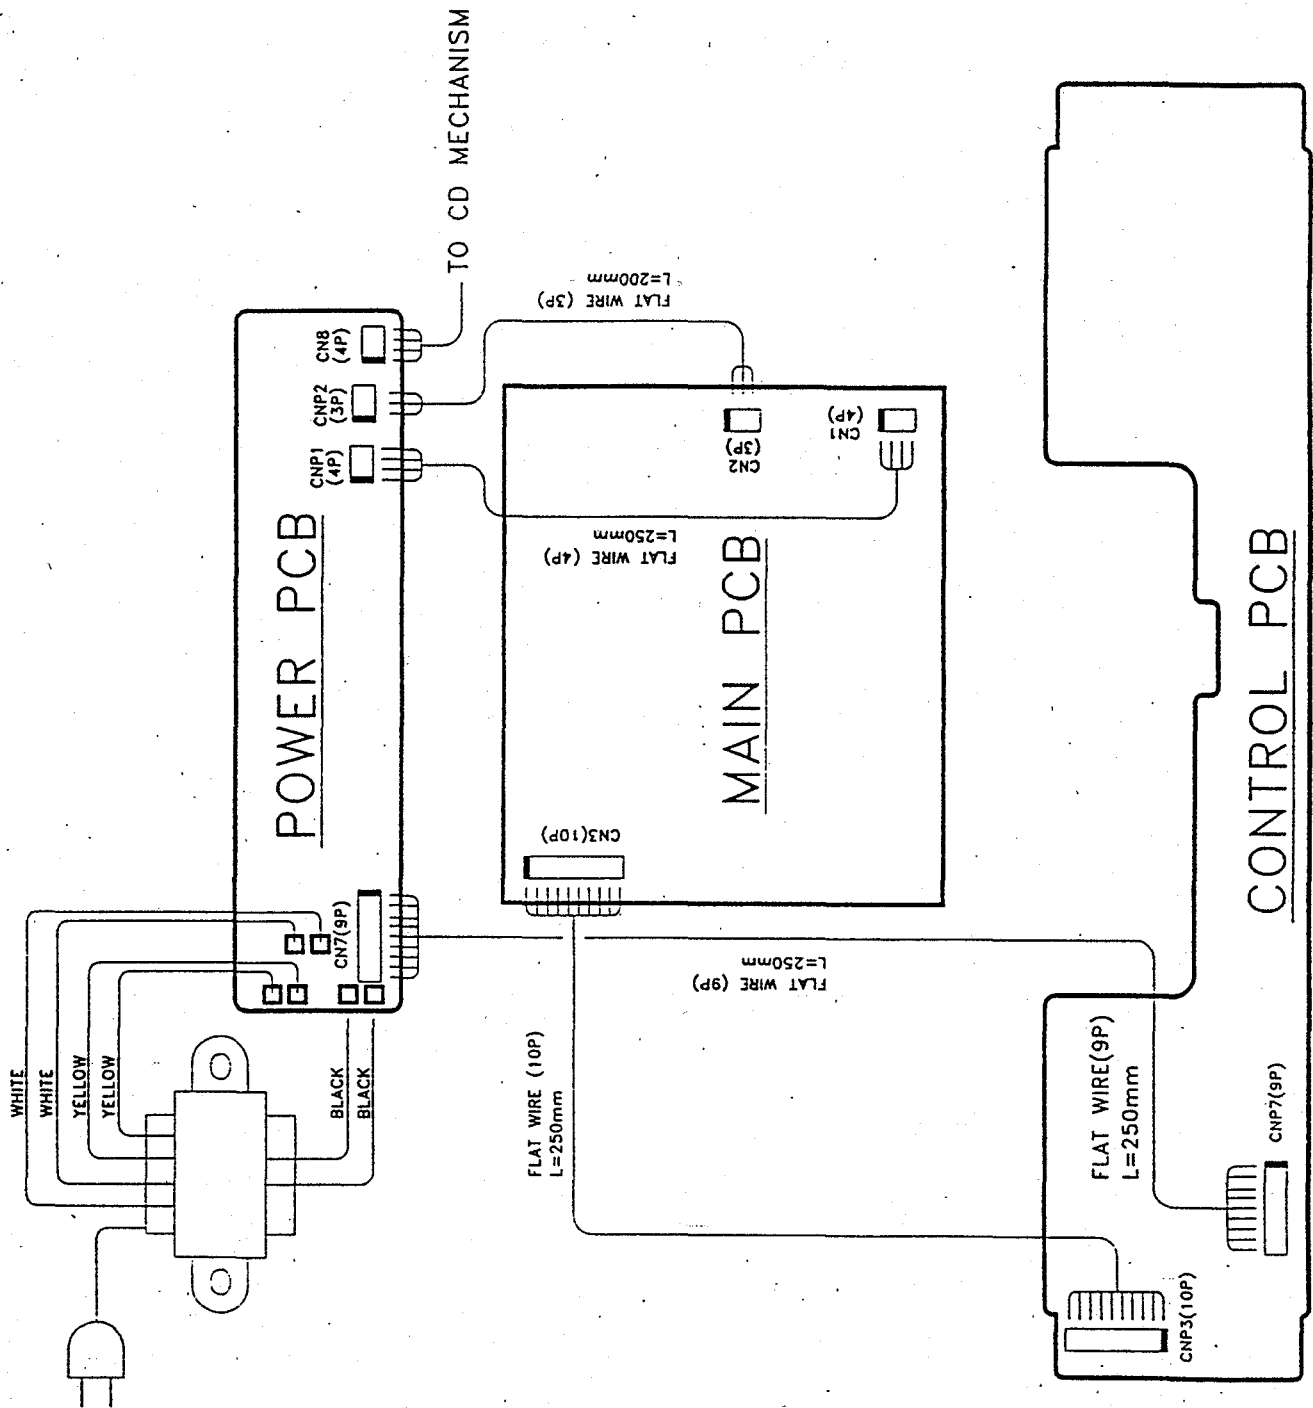 TO CD MECHANISM
FLAT WIRE (3P)
L=200mm
CN8
(4P)
CNP2
(3P)
CNP1
(4P)
POWER PCB
CN7(9P)
WHITE
WHITE
YELLOW
YELLOW
BLACK
BLACK
CN2
(3P)
CN1
(4P)
FLAT WIRE (4P)
L=250mm
MAIN PCB
CN3(10P)
FLAT WIRE (9P)
L=250mm
FLAT WIRE (10P)
L=250mm
CONTROL PCB
FLAT WIRE(9P)
L=250mm
CNP7(9P)
CNP3(10P)